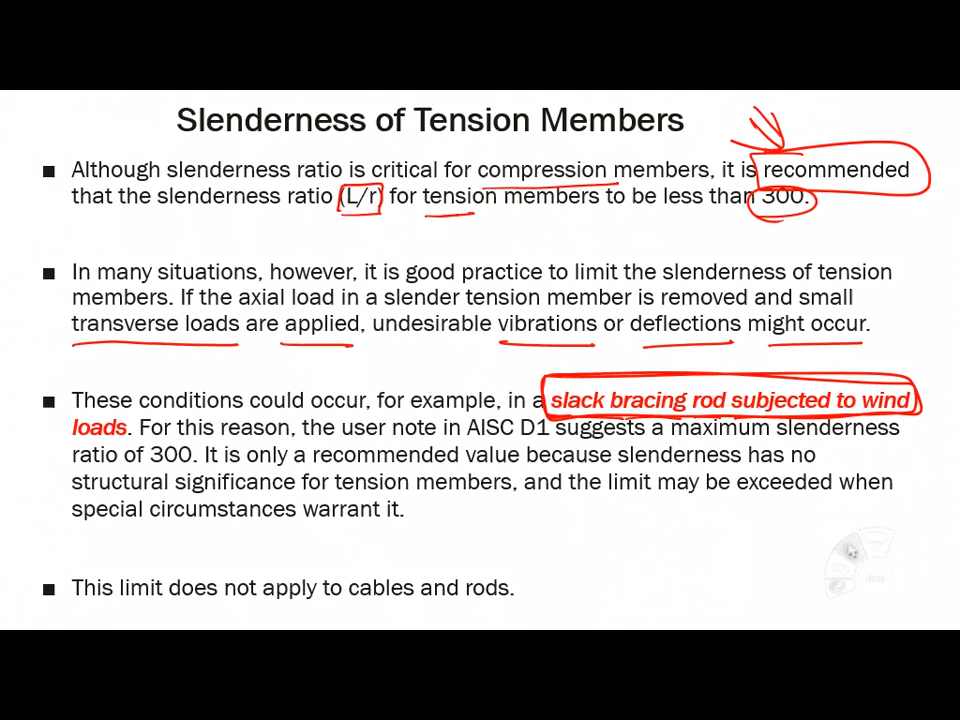 Slenderness of Tension Members
■ Although slenderness ratio is critical for compression members, it is recommended
that the slenderness ratio (L/r) for tension members to be less than 300.
■ In many situations, however, it is good practice to limit the slenderness of tension
members. If the axial load in a slender tension member is removed and small
transverse loads are applied, undesirable vibrations or deflections might occur.
■ These conditions could occur, for example, in a slack bracing rod subjected to wind
loads. For this reason, the user note in AISC D1 suggests a maximum slenderness
ratio of 300. It is only a recommended value because slenderness has no
structural significance for tension members, and the limit may be exceeded when
special circumstances warrant it.
■ This limit does not apply to cables and rods.